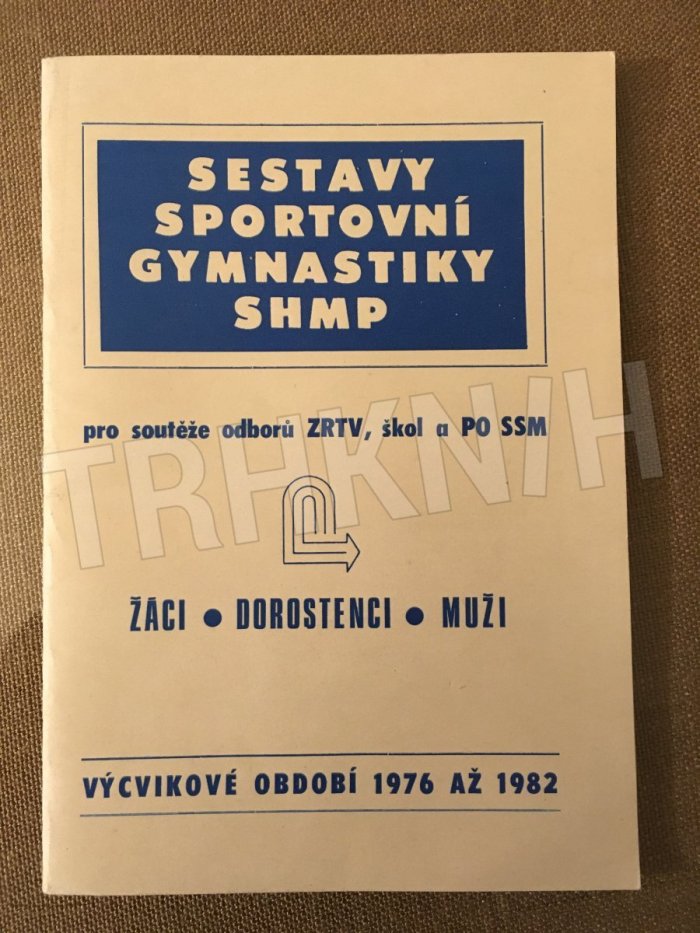 SESTAVY
SPORTOVNÍ
GYMNASTIKY
SHMP
pro soutěže odborů ZRTV, škol a PO SSM
TRHKNIH
ŽÁCI • DOROSTENCI • MUŽI
VÝCVIKOVÉ OBDOBÍ 1976 AŽ 1982